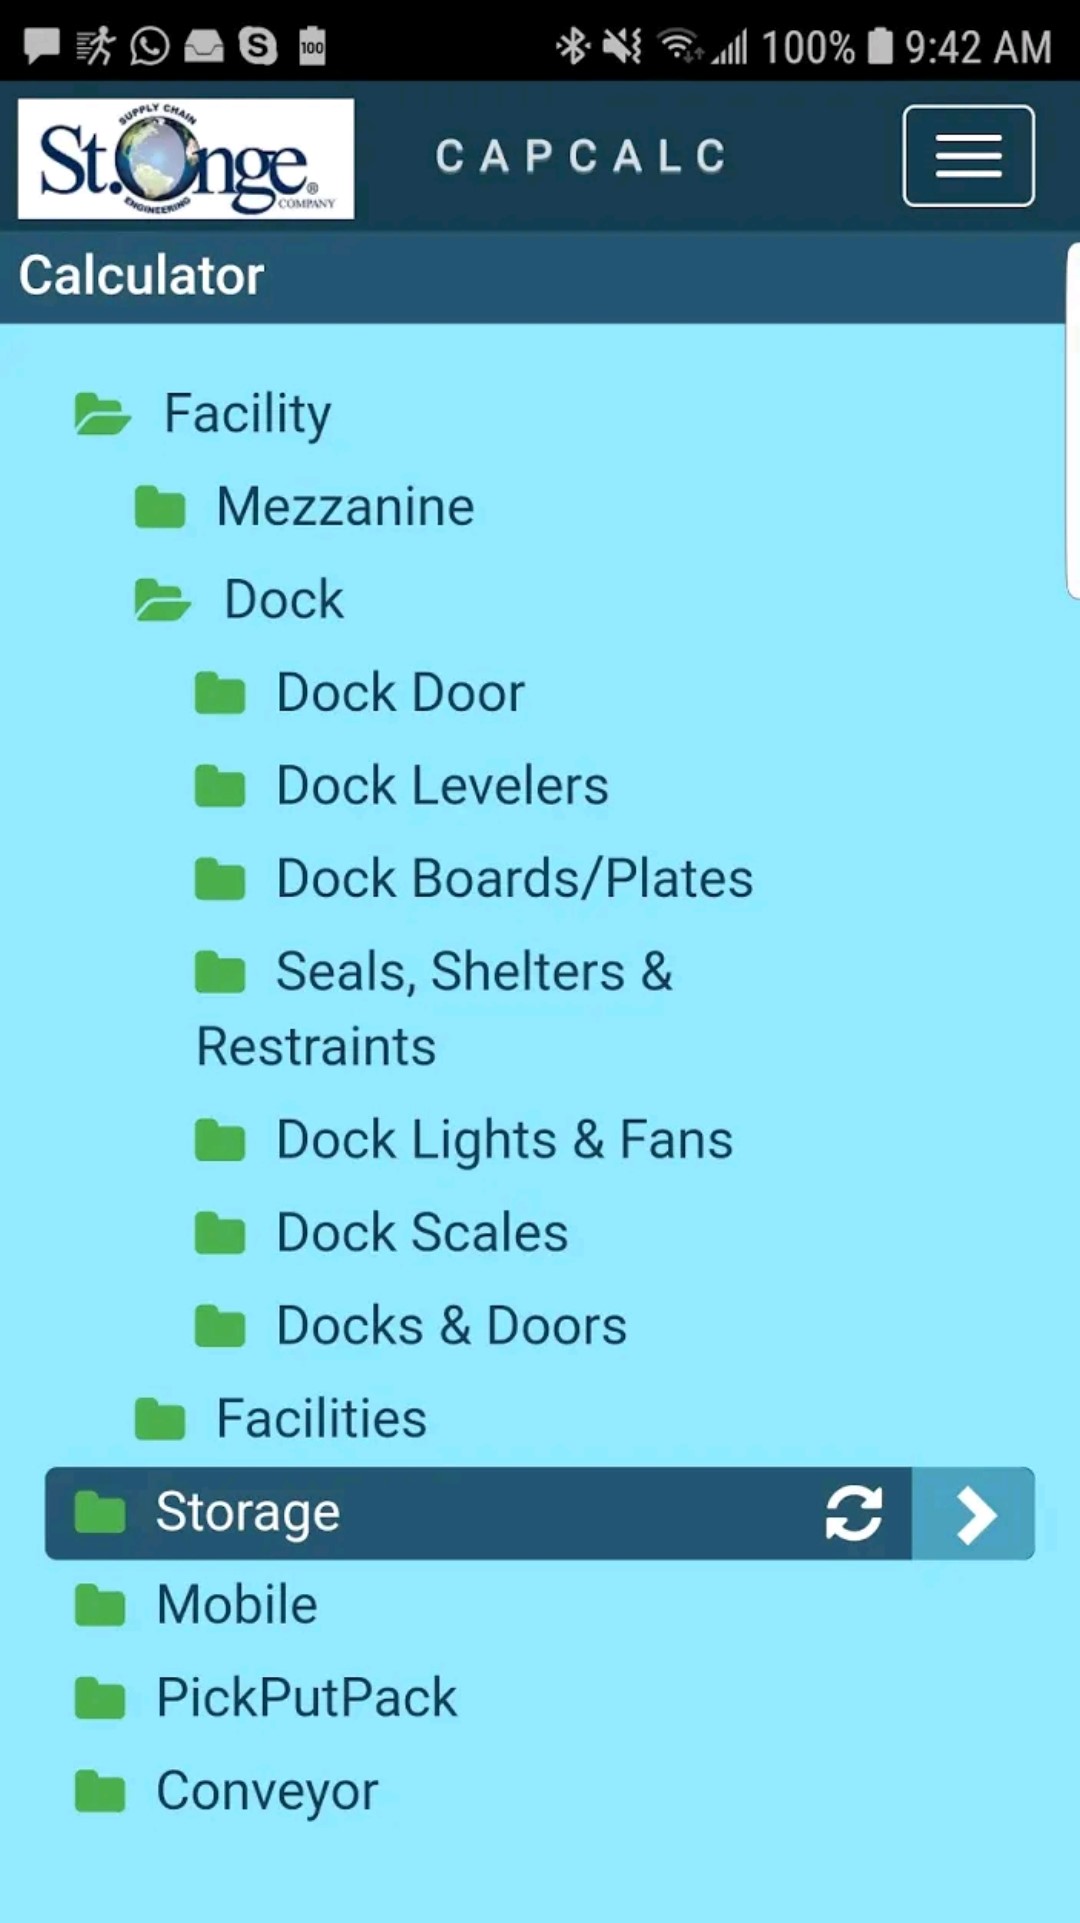 100
100% 9:42 AM
SUPPLY CHAIN
St.Onge®
COMPANY
ENGINEERING
CAPCALC
Calculator
Facility
Mezzanine
Dock
Dock Door
Dock Levelers
Dock Boards/Plates
Seals, Shelters &
Restraints
Dock Lights & Fans
Dock Scales
Docks & Doors
Facilities
Storage
Mobile
PickPutPack
Conveyor